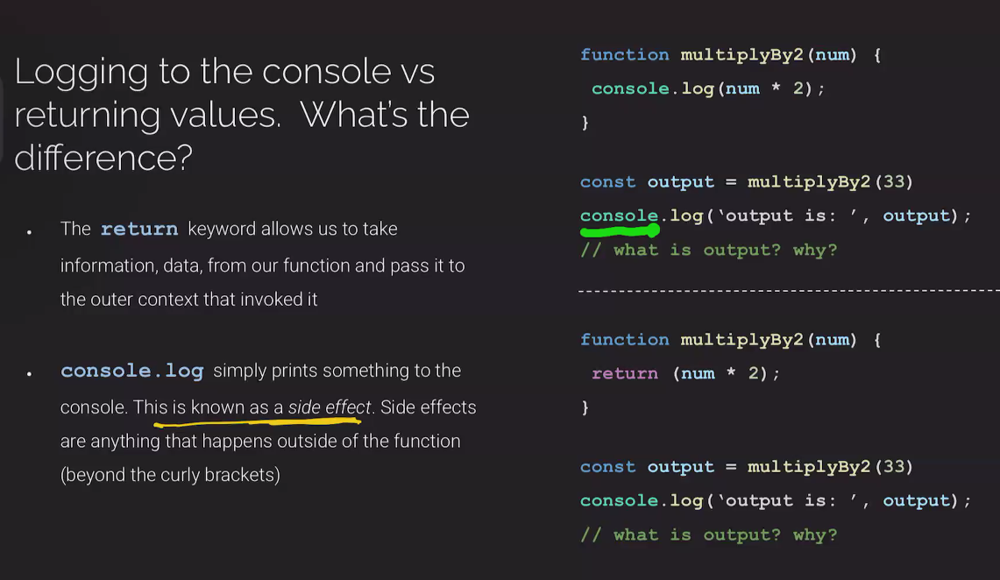 Logging to the console vs
returning values. What's the
difference?
• The return keyword allows us to take
information, data, from our function and pass it to
the outer context that invoked it
• console.log simply prints something to the
console. This is known as a side effect. Side effects
are anything that happens outside of the function
(beyond the curly brackets)
function multiplyBy2(num) {
console.log(num * 2);
}
const output = multiplyBy2(33)
console.log(‘output is: ’, output);
// what is output? why?
function multiplyBy2(num) {
return (num * 2);
}
const output = multiplyBy2(33)
console.log(‘output is: ’, output);
// what is output? why?